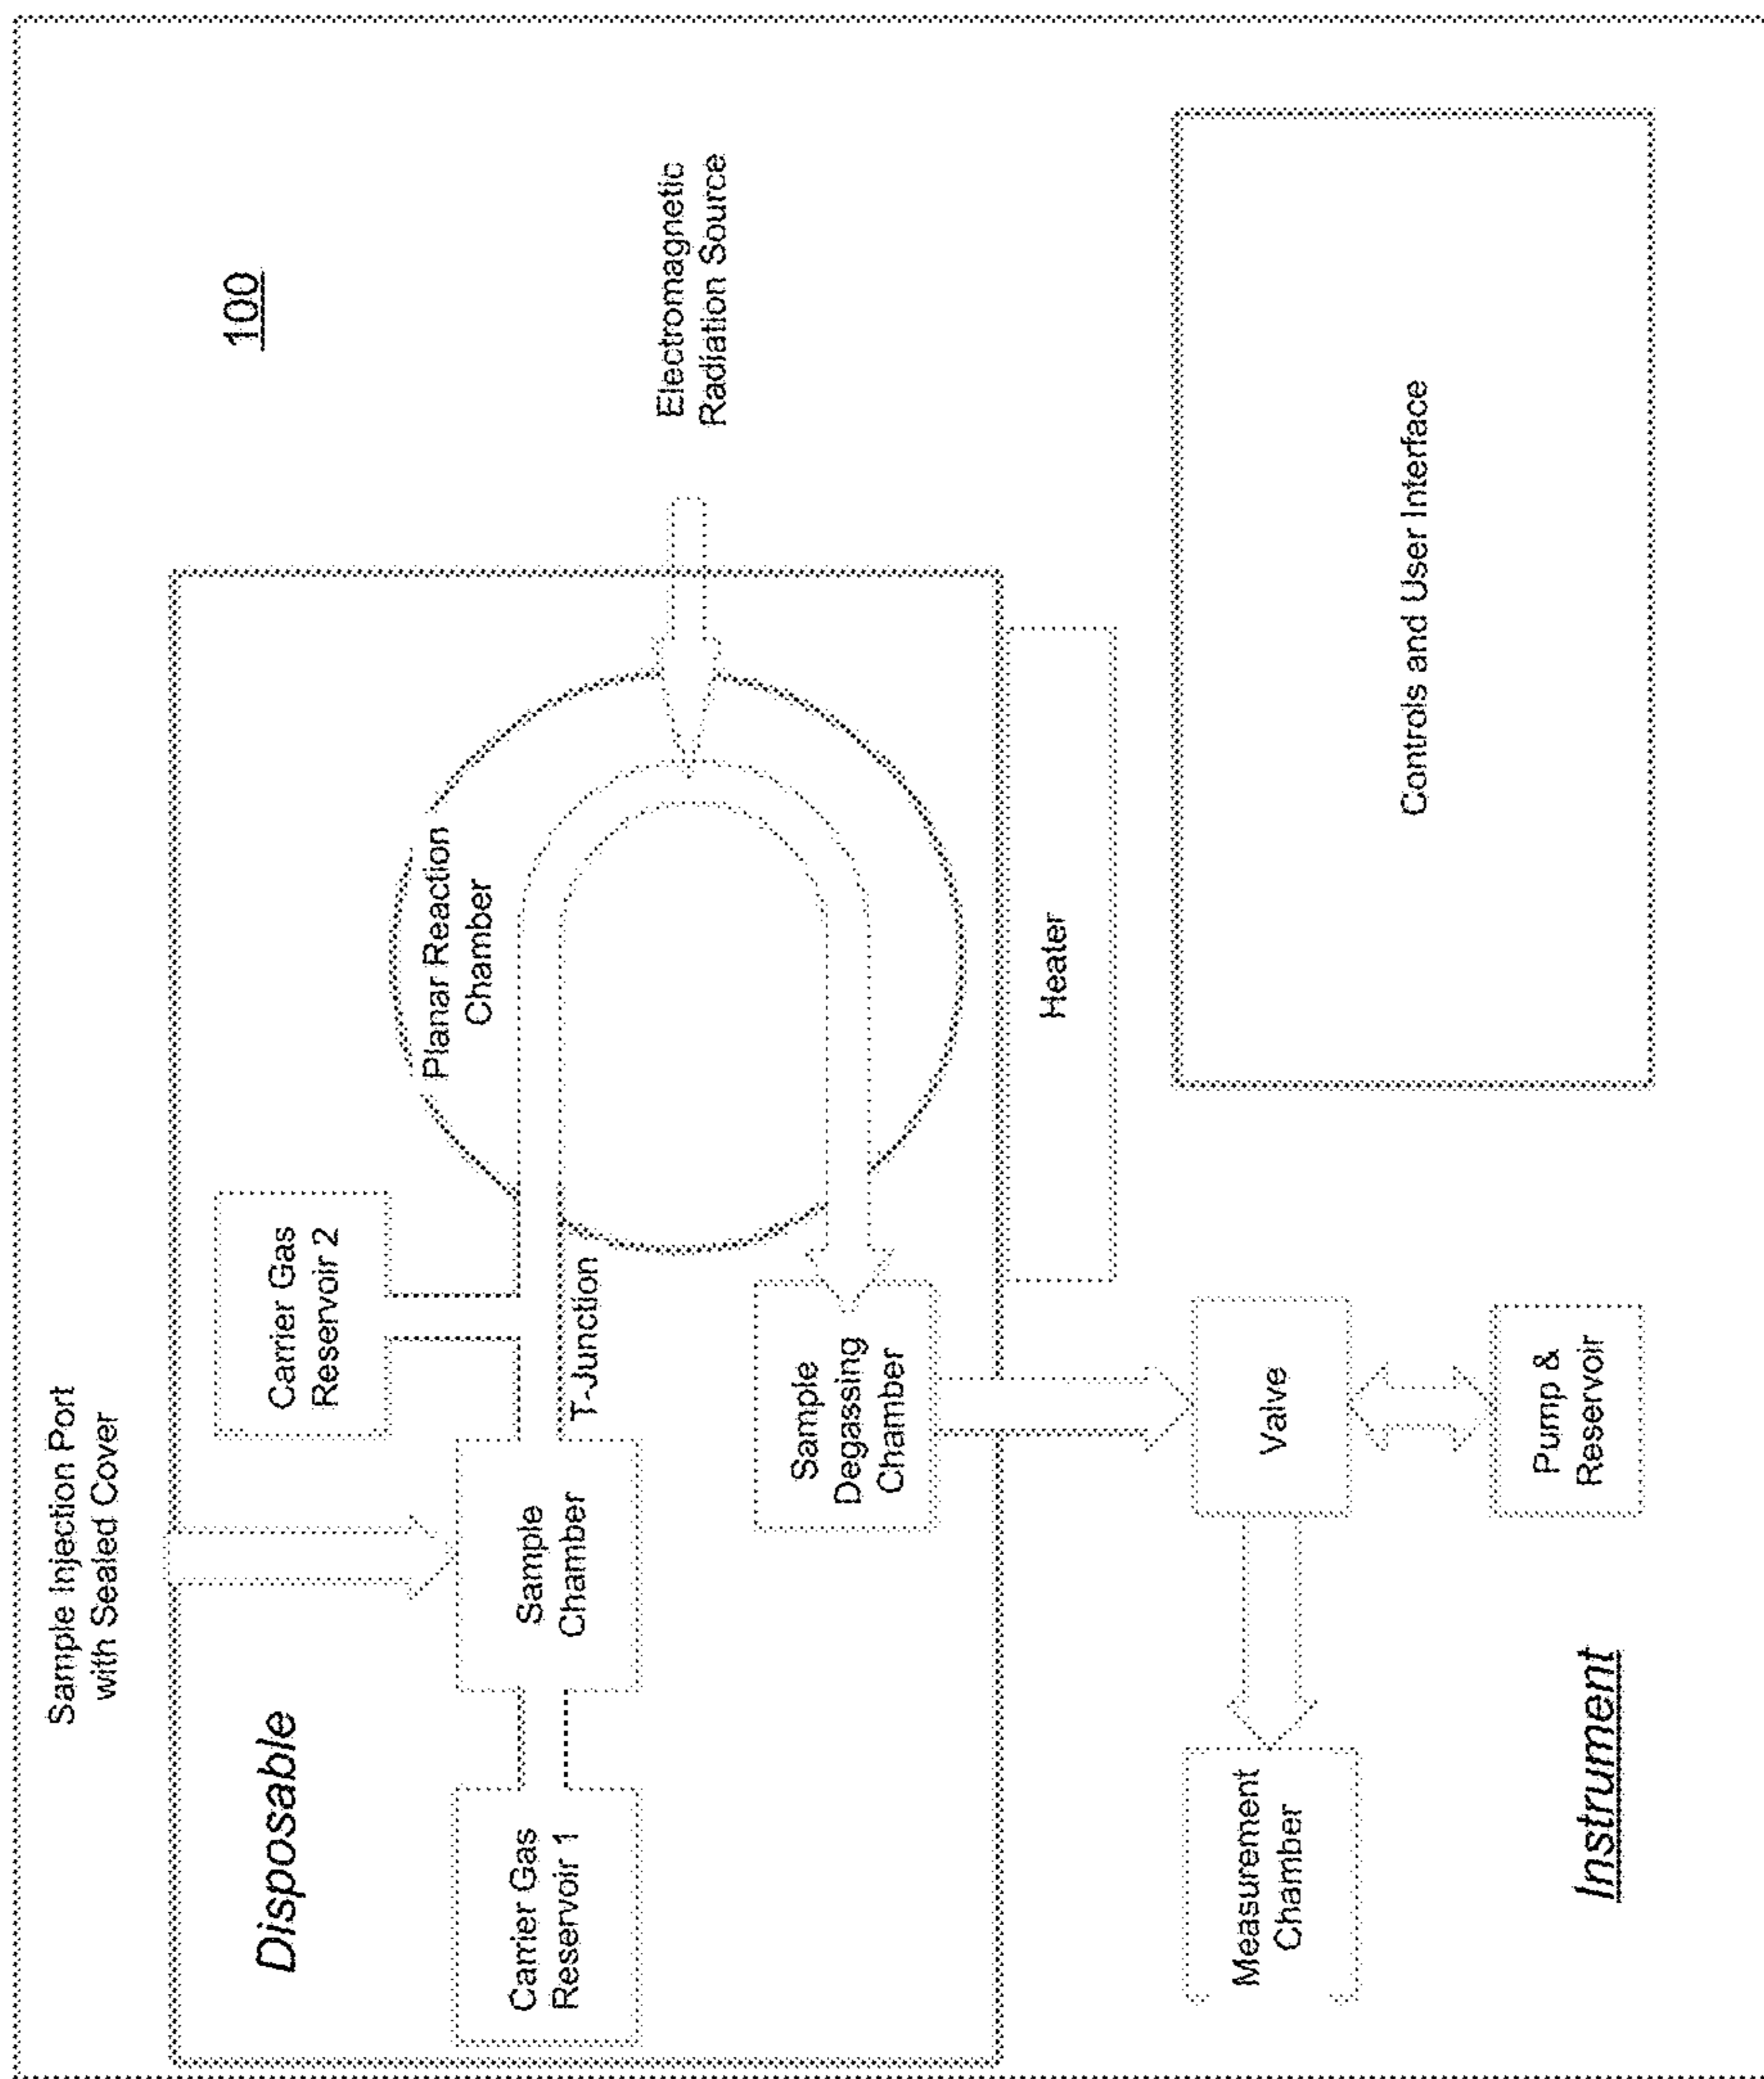 100
Sample Injection Port
with Sealed Cover
Disposable
Carrier Gas
Reservoir 2
Planar Reaction
Chamber
Electromagnetic
Radiation Source
Carrier Gas
Reservoir 1
Sample
Chamber
T-Junction
Sample
Degassing
Chamber
Heater
Measurement
Chamber
Valve
Controls and User Interface
Pump &
Reservoir
Instrument